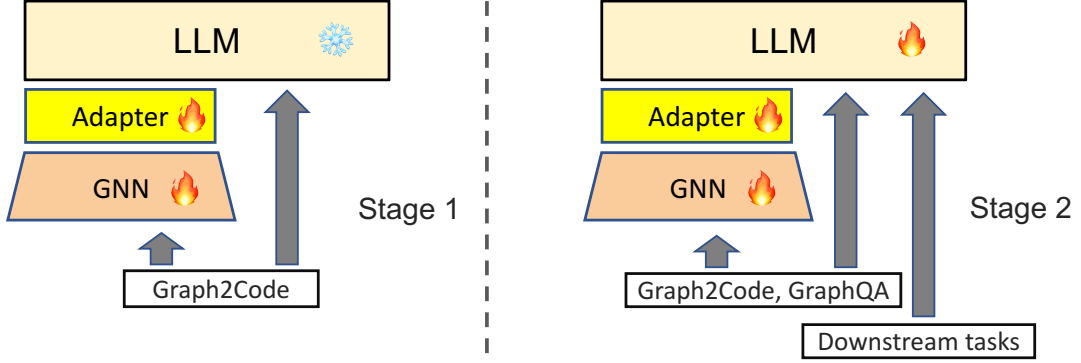 LLM
Adapter
GNN
Stage 1
Graph2Code
LLM
Adapter
GNN
Stage 2
Graph2Code, GraphQA
Downstream tasks